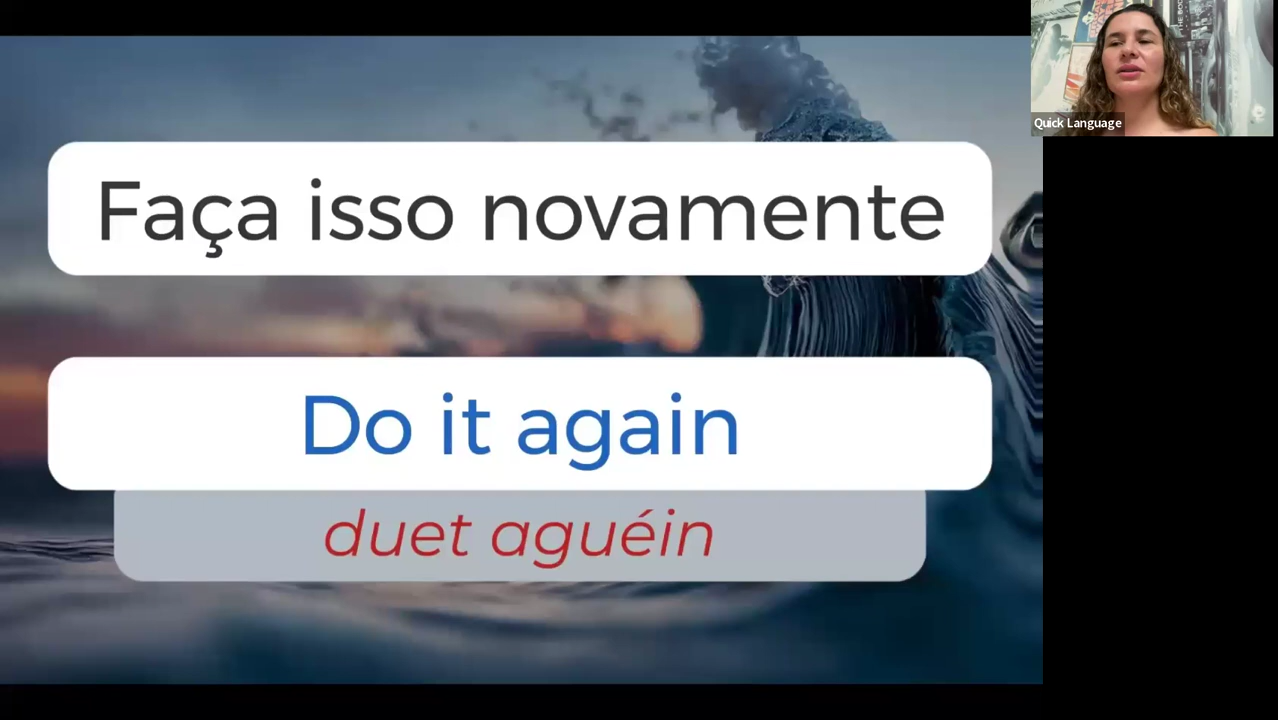 Quick Language
Faça isso novamente
Do it again
duet aguéin